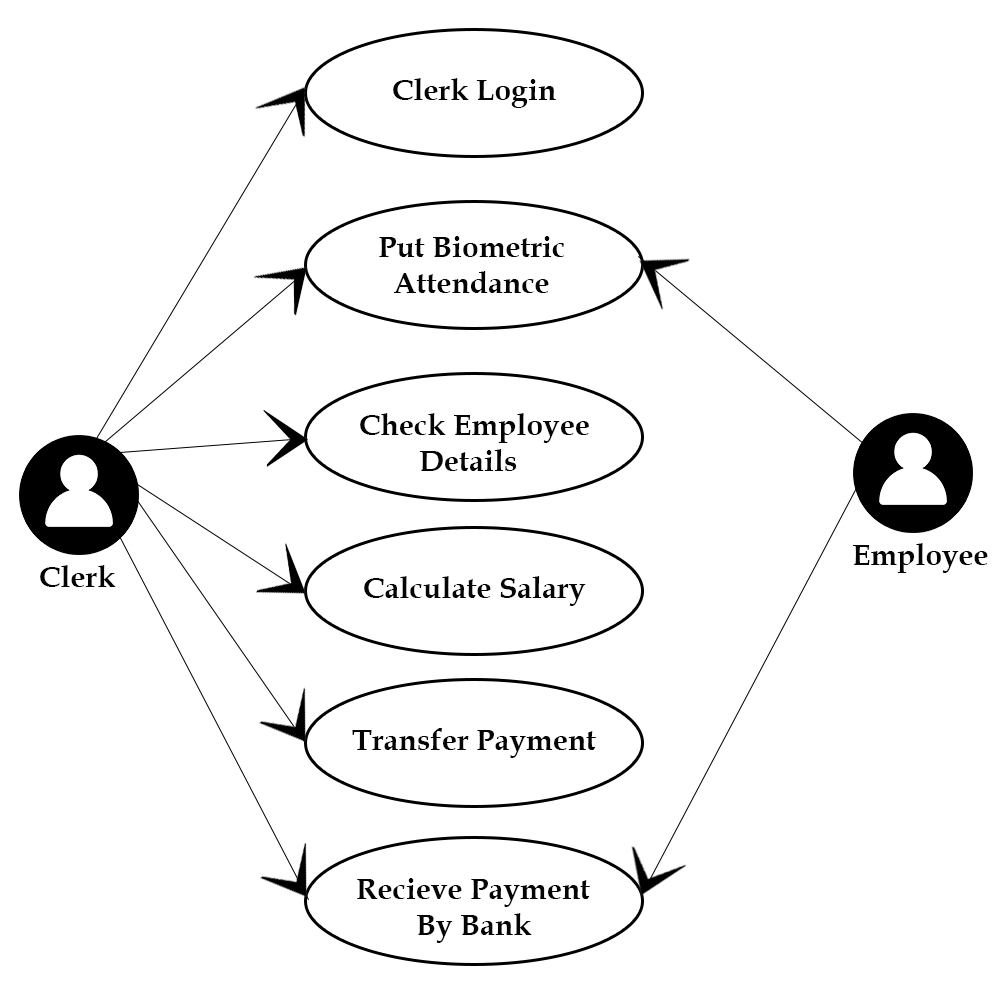 Clerk Login
Put Biometric
Attendance
Check Employee
Details
Clerk
Employee
Calculate Salary
Transfer Payment
Recieve Payment
By Bank